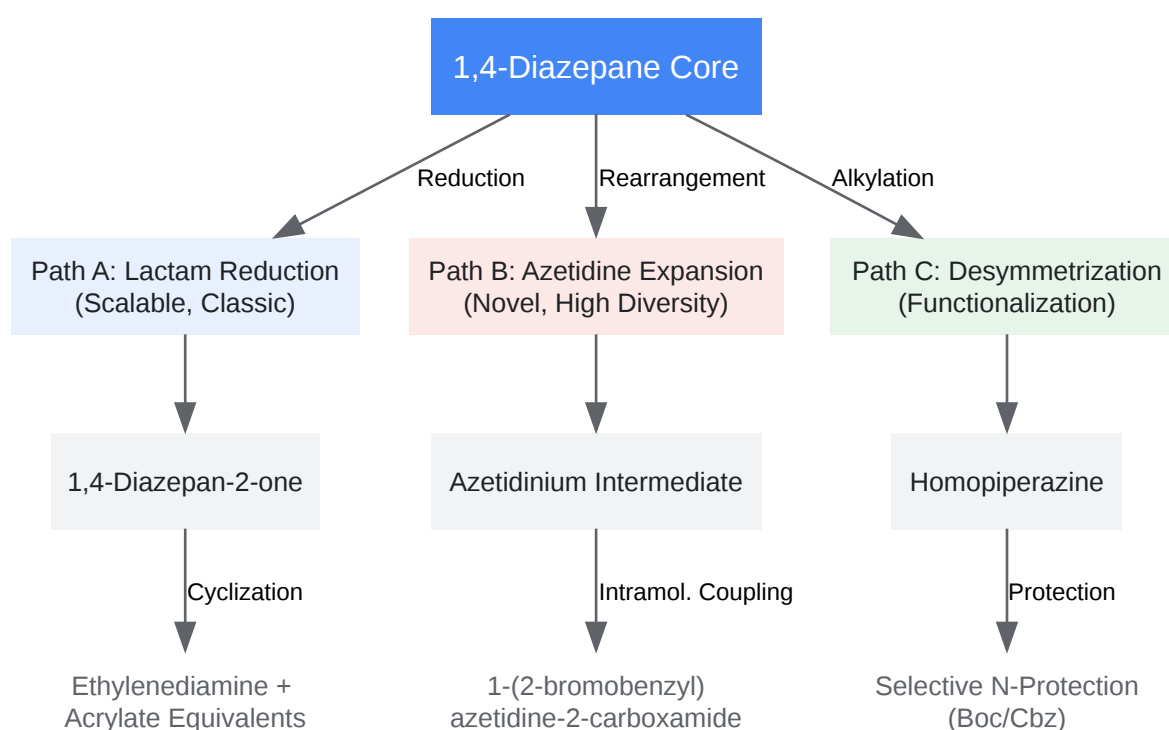 1,4-Diazepane Core
Reduction
Rearrangement
Alkylation
Path A: Lactam Reduction
(Scalable, Classic)
Path B: Azetidine Expansion
(Novel, High Diversity)
Path C: Desymmetrization
(Functionalization)
1,4-Diazepan-2-one
Azetidinium Intermediate
Homopiperazine
Cyclization
Intramol. Coupling
Protection
Ethylenediamine +
Acrylate Equivalents
1-(2-bromobenzyl)
azetidine-2-carboxamide
Selective N-Protection
(Boc/Cbz)